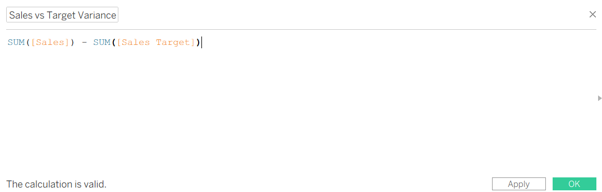 Sales vs Target Variance
SUM([Sales]) - SUM([Sales Target])
The calculation is valid.
Apply
OK